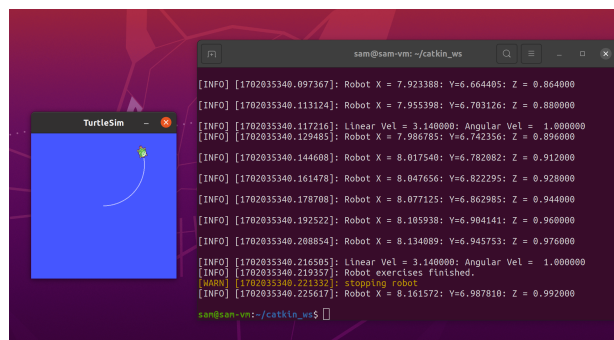 sam@sam-vm: ~/catkin_ws
TurtleSim
[INFO] [1702035340.097367]: Robot X = 7.923388: Y=6.664405: Z = 0.864000
[INFO] [1702035340.113124]: Robot X = 7.955398: Y=6.703126: Z = 0.880000
[INFO] [1702035340.117216]: Linear Vel = 3.140000: Angular Vel =  1.000000
[INFO] [1702035340.129485]: Robot X = 7.986785: Y=6.742356: Z = 0.896000
[INFO] [1702035340.144608]: Robot X = 8.017540: Y=6.782082: Z = 0.912000
[INFO] [1702035340.161478]: Robot X = 8.047656: Y=6.822295: Z = 0.928000
[INFO] [1702035340.178708]: Robot X = 8.077125: Y=6.862985: Z = 0.944000
[INFO] [1702035340.192522]: Robot X = 8.105938: Y=6.904141: Z = 0.960000
[INFO] [1702035340.208854]: Robot X = 8.134089: Y=6.945753: Z = 0.976000
[INFO] [1702035340.216505]: Linear Vel = 3.140000: Angular Vel =  1.000000
[INFO] [1702035340.219357]: Robot exercises finished.
[WARN] [1702035340.221332]: stopping robot
[INFO] [1702035340.225617]: Robot X = 8.161572: Y=6.987810: Z = 0.992000
sam@sam-vm:~/catkin_ws$